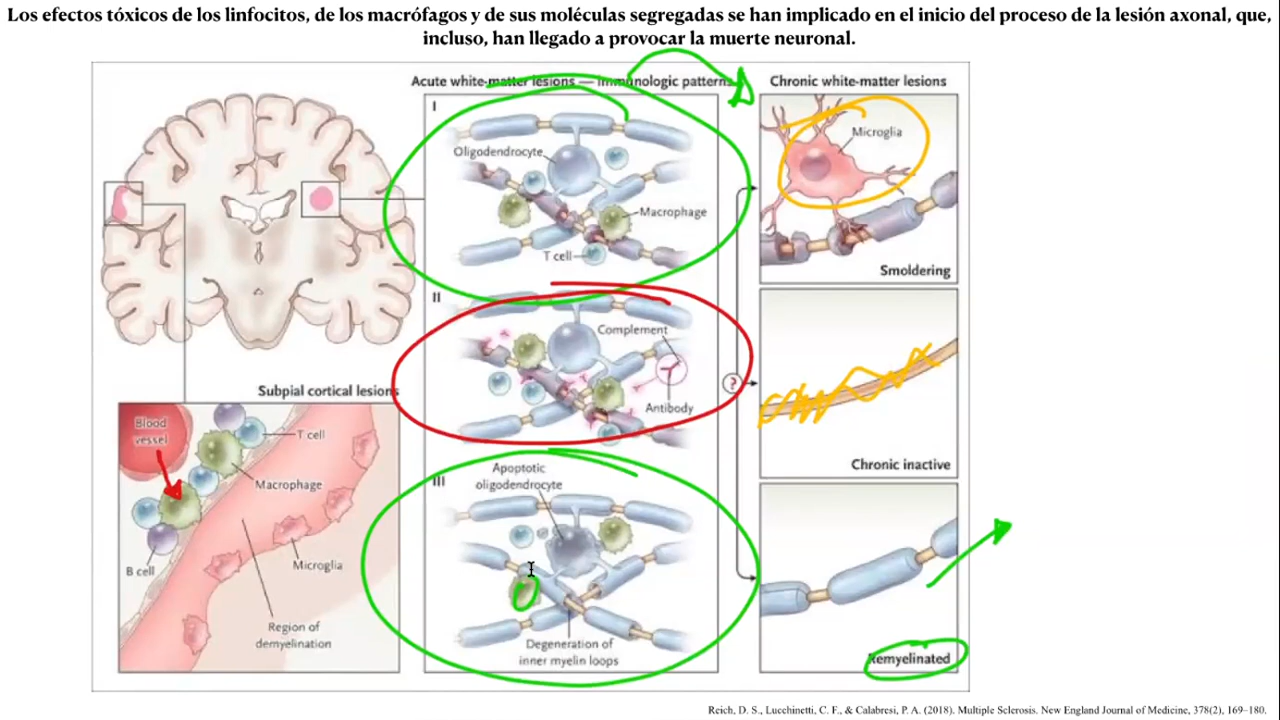 Los efectos tóxicos de los linfocitos, de los macrófagos y de sus moléculas segregadas se han implicado en el inicio del proceso de la lesión axonal, que,
incluso, han llegado a provocar la muerte neuronal.
Acute white-matter lesions — immunologic patterns
Chronic white-matter lesions
I
Oligodendrocyte
Macrophage
T cell
Microglia
Smoldering
II
Complement
Antibody
?
Chronic inactive
Subpial cortical lesions
Blood
vessel
T cell
Macrophage
B cell
Microglia
Region of
demyelination
III
Apoptotic
oligodendrocyte
Degeneration of
inner myelin loops
Remyelinated
Reich, D. S., Lucchinetti, C. F., & Calabresi, P. A. (2018). Multiple Sclerosis. New England Journal of Medicine, 378(2), 169–180.